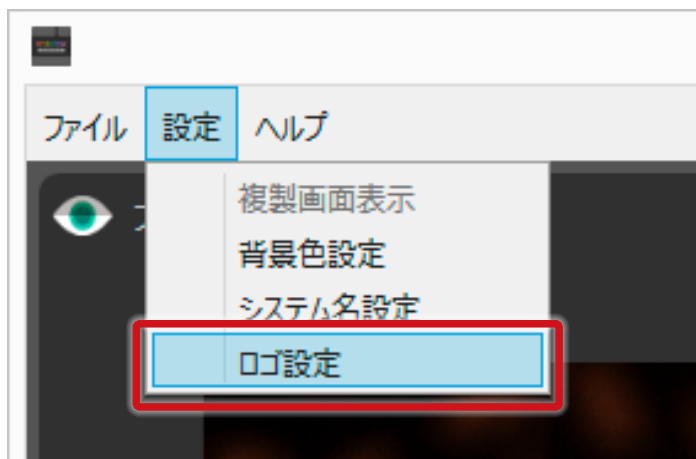 ファイル 設定 ヘルプ
複製画面表示
背景色設定
システム名設定
ロゴ設定